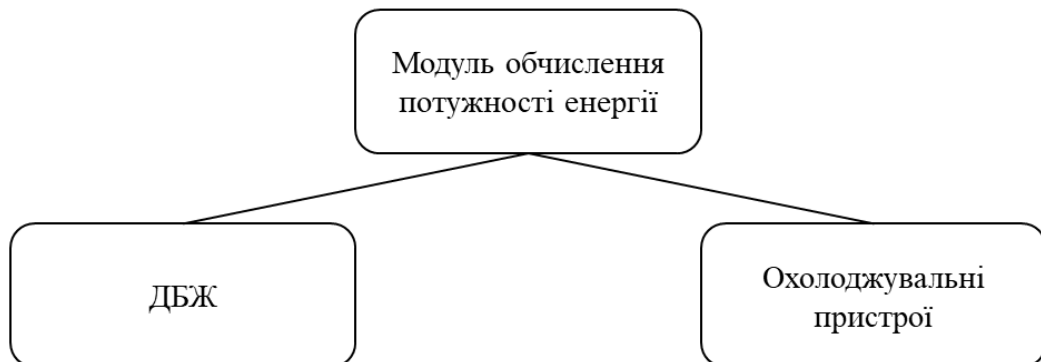 Модуль обчислення
потужності енергії
ДБЖ
Охолоджувальні
пристрої